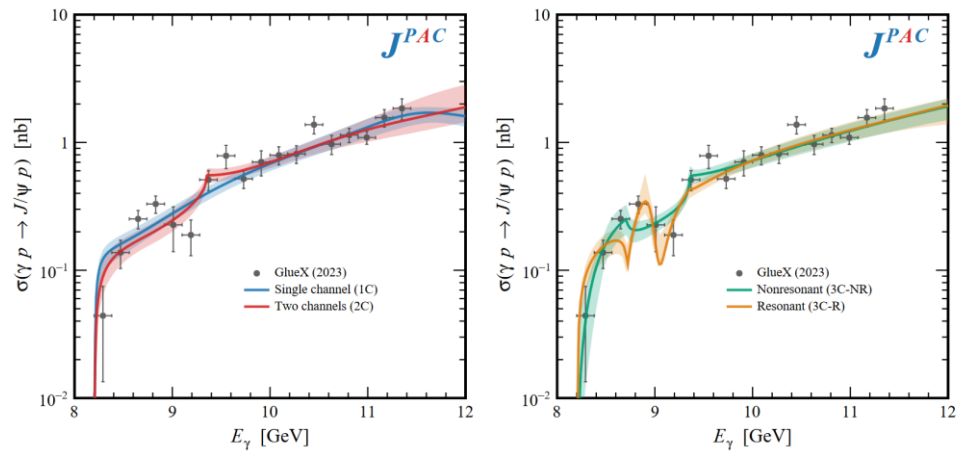 10
1
10⁻¹
10⁻²
σ(γ p → J/ψ p) [nb]
J PAC
GlueX (2023)
Single channel (1C)
Two channels (2C)
8 9 10 11 12
Eγ [GeV]
10
1
10⁻¹
10⁻²
σ(γ p → J/ψ p) [nb]
J PAC
GlueX (2023)
Nonresonant (3C-NR)
Resonant (3C-R)
8 9 10 11 12
Eγ [GeV]